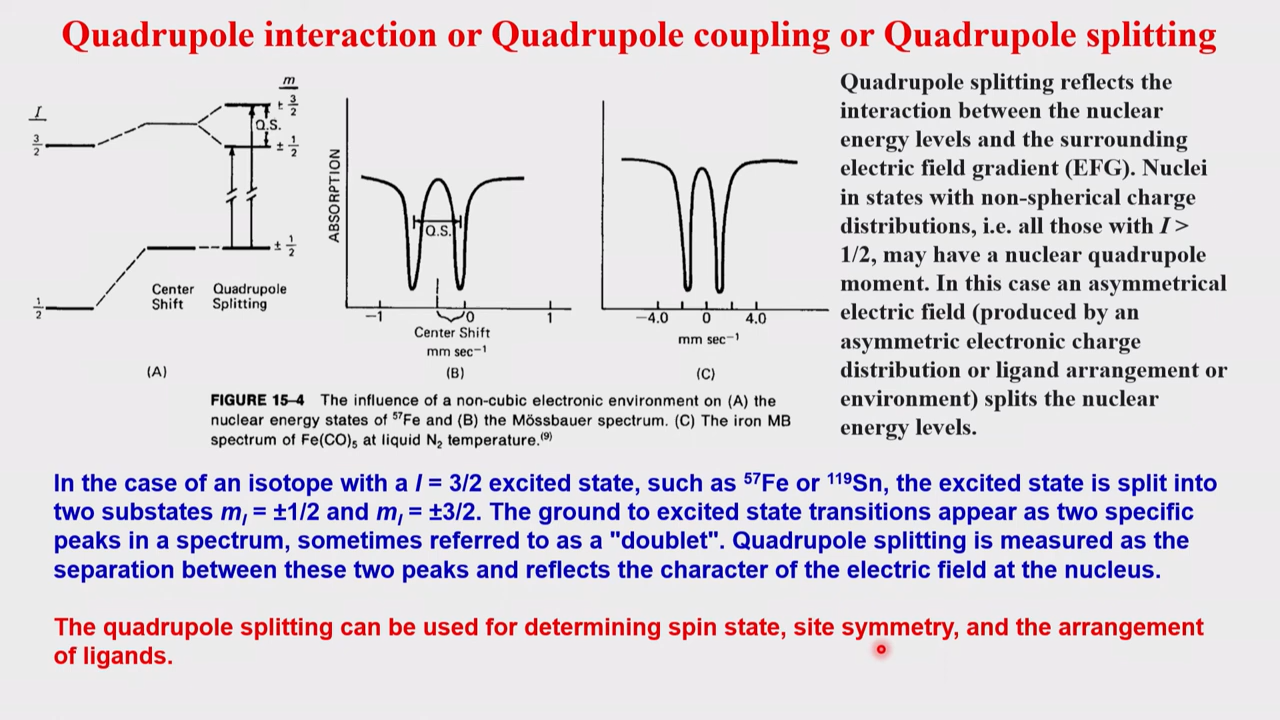 Quadrupole interaction or Quadrupole coupling or Quadrupole splitting
I
3/2
1/2
m
± 3/2
Q.S.
± 1/2
± 1/2
Center Shift
Quadrupole Splitting
(A)
ABSORPTION
Q.S.
−1
0
1
Center Shift
mm sec⁻¹
(B)
−4.0
0
4.0
mm sec⁻¹
(C)
FIGURE 15–4 The influence of a non-cubic electronic environment on (A) the
nuclear energy states of ⁵⁷Fe and (B) the Mössbauer spectrum. (C) The iron MB
spectrum of Fe(CO)₅ at liquid N₂ temperature.⁽⁹⁾
Quadrupole splitting reflects the
interaction between the nuclear
energy levels and the surrounding
electric field gradient (EFG). Nuclei
in states with non-spherical charge
distributions, i.e. all those with I >
1/2, may have a nuclear quadrupole
moment. In this case an asymmetrical
electric field (produced by an
asymmetric electronic charge
distribution or ligand arrangement or
environment) splits the nuclear
energy levels.
In the case of an isotope with a I = 3/2 excited state, such as ⁵⁷Fe or ¹¹⁹Sn, the excited state is split into
two substates mI = ±1/2 and mI = ±3/2. The ground to excited state transitions appear as two specific
peaks in a spectrum, sometimes referred to as a "doublet". Quadrupole splitting is measured as the
separation between these two peaks and reflects the character of the electric field at the nucleus.
The quadrupole splitting can be used for determining spin state, site symmetry, and the arrangement
of ligands.